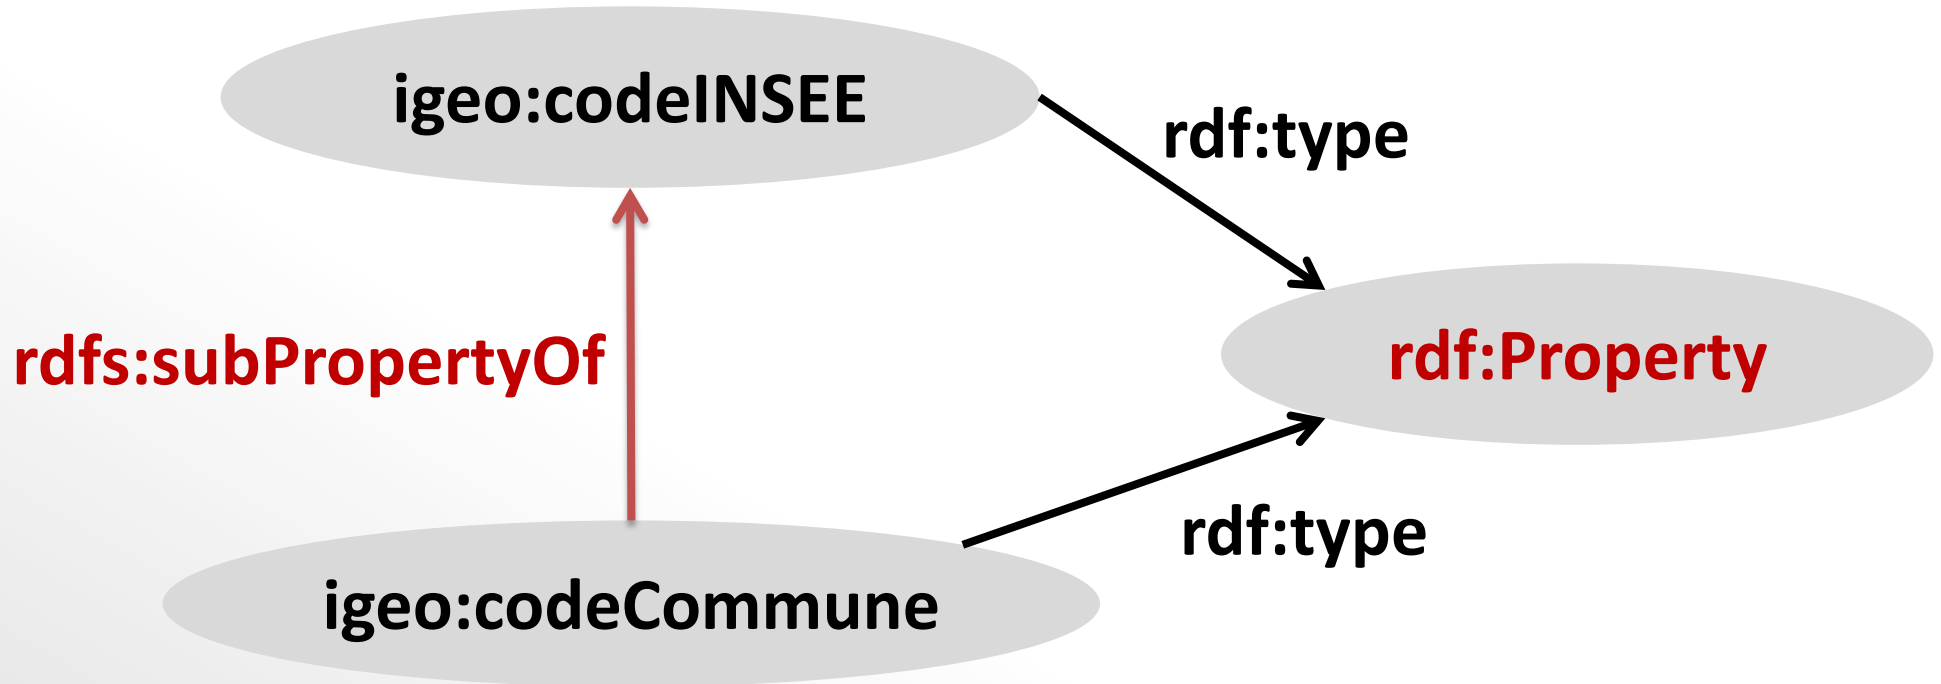 igeo:codeINSEE
rdf:type
rdfs:subPropertyOf
rdf:Property
rdf:type
igeo:codeCommune